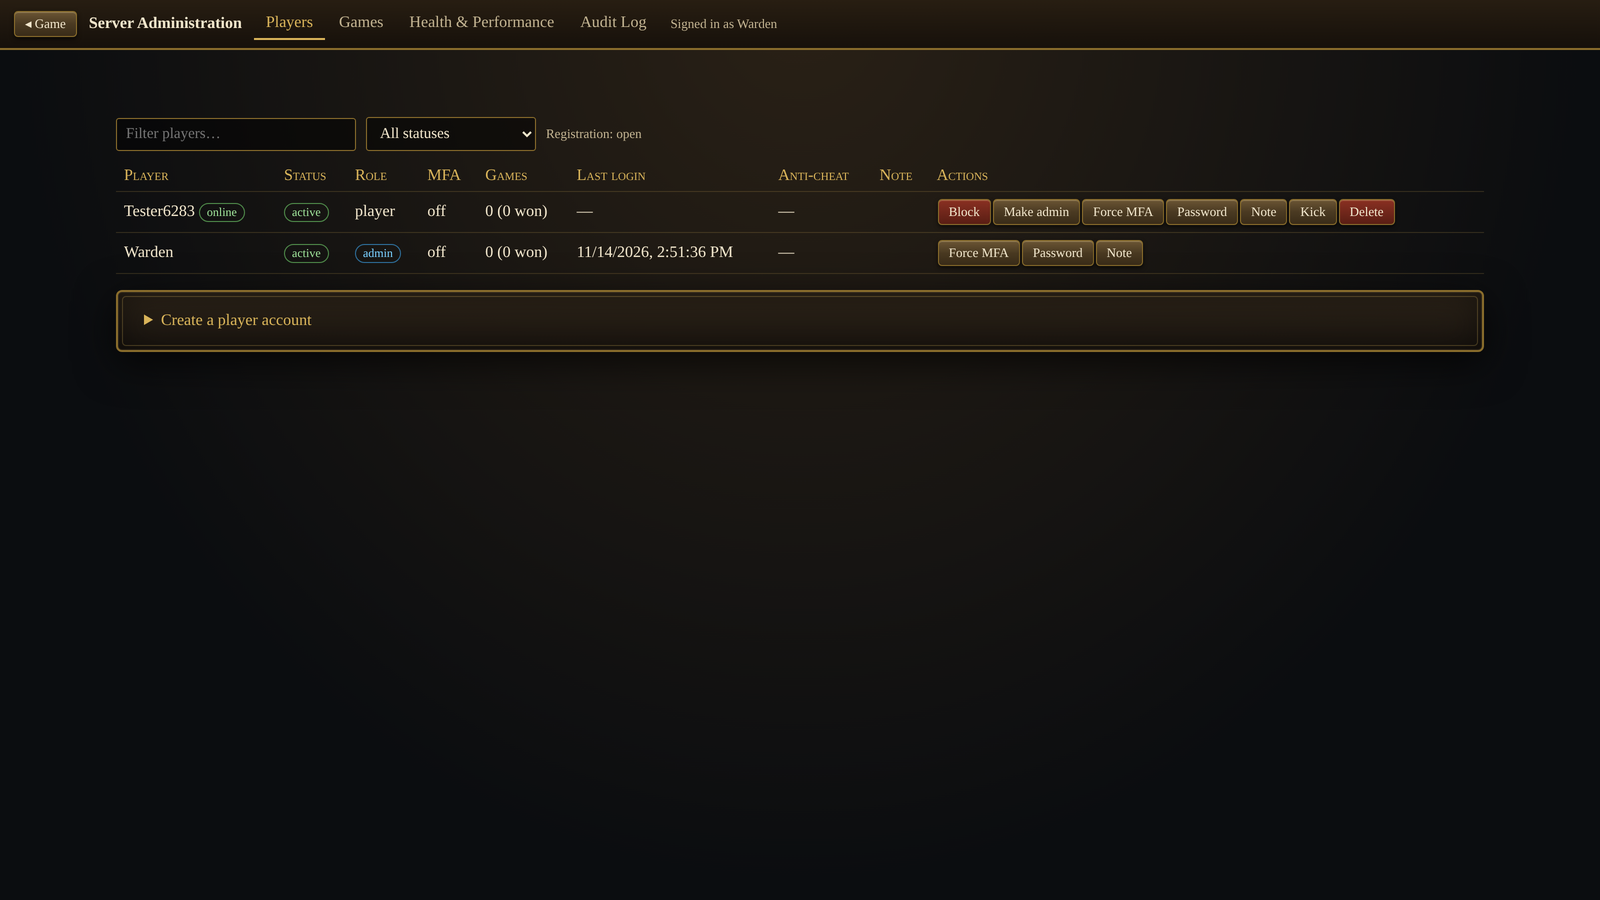 ◂ Game Server Administration Players Games Health & Performance Audit Log Signed in as Warden
Filter players… All statuses Registration: open
Player Status Role MFA Games Last login Anti-cheat Note Actions
Tester6283 online active player off 0 (0 won) — — Block Make admin Force MFA Password Note Kick Delete
Warden active admin off 0 (0 won) 11/14/2026, 2:51:36 PM — Force MFA Password Note
▶ Create a player account